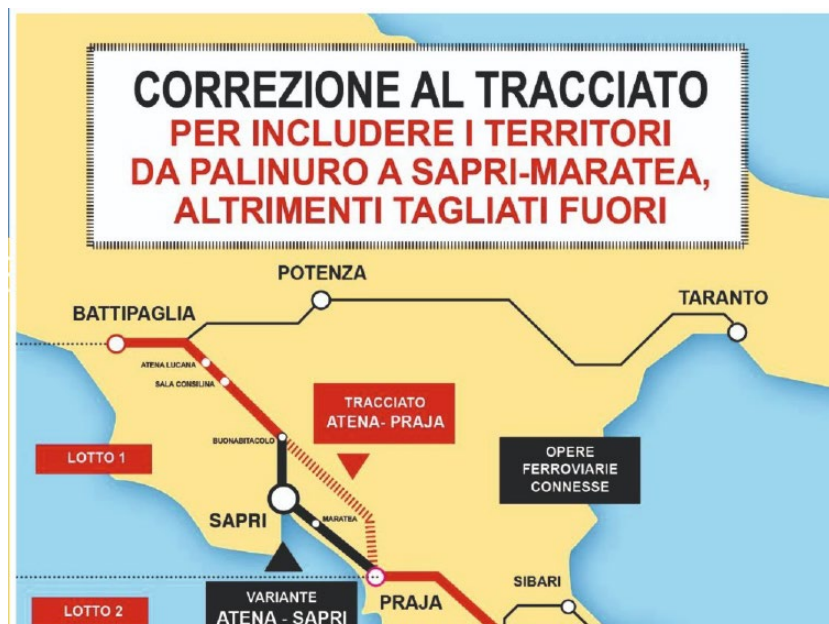 CORREZIONE AL TRACCIATO
PER INCLUDERE I TERRITORI
DA PALINURO A SAPRI-MARATEA,
ALTRIMENTI TAGLIATI FUORI
POTENZA
TARANTO
BATTIPAGLIA
ATENA LUCANA
SALA CONSILINA
TRACCIATO
ATENA- PRAJA
BUONABITACOLO
LOTTO 1
OPERE
FERROVIARIE
CONNESSE
SAPRI
MARATEA
SIBARI
LOTTO 2
VARIANTE
ATENA - SAPRI
PRAJA